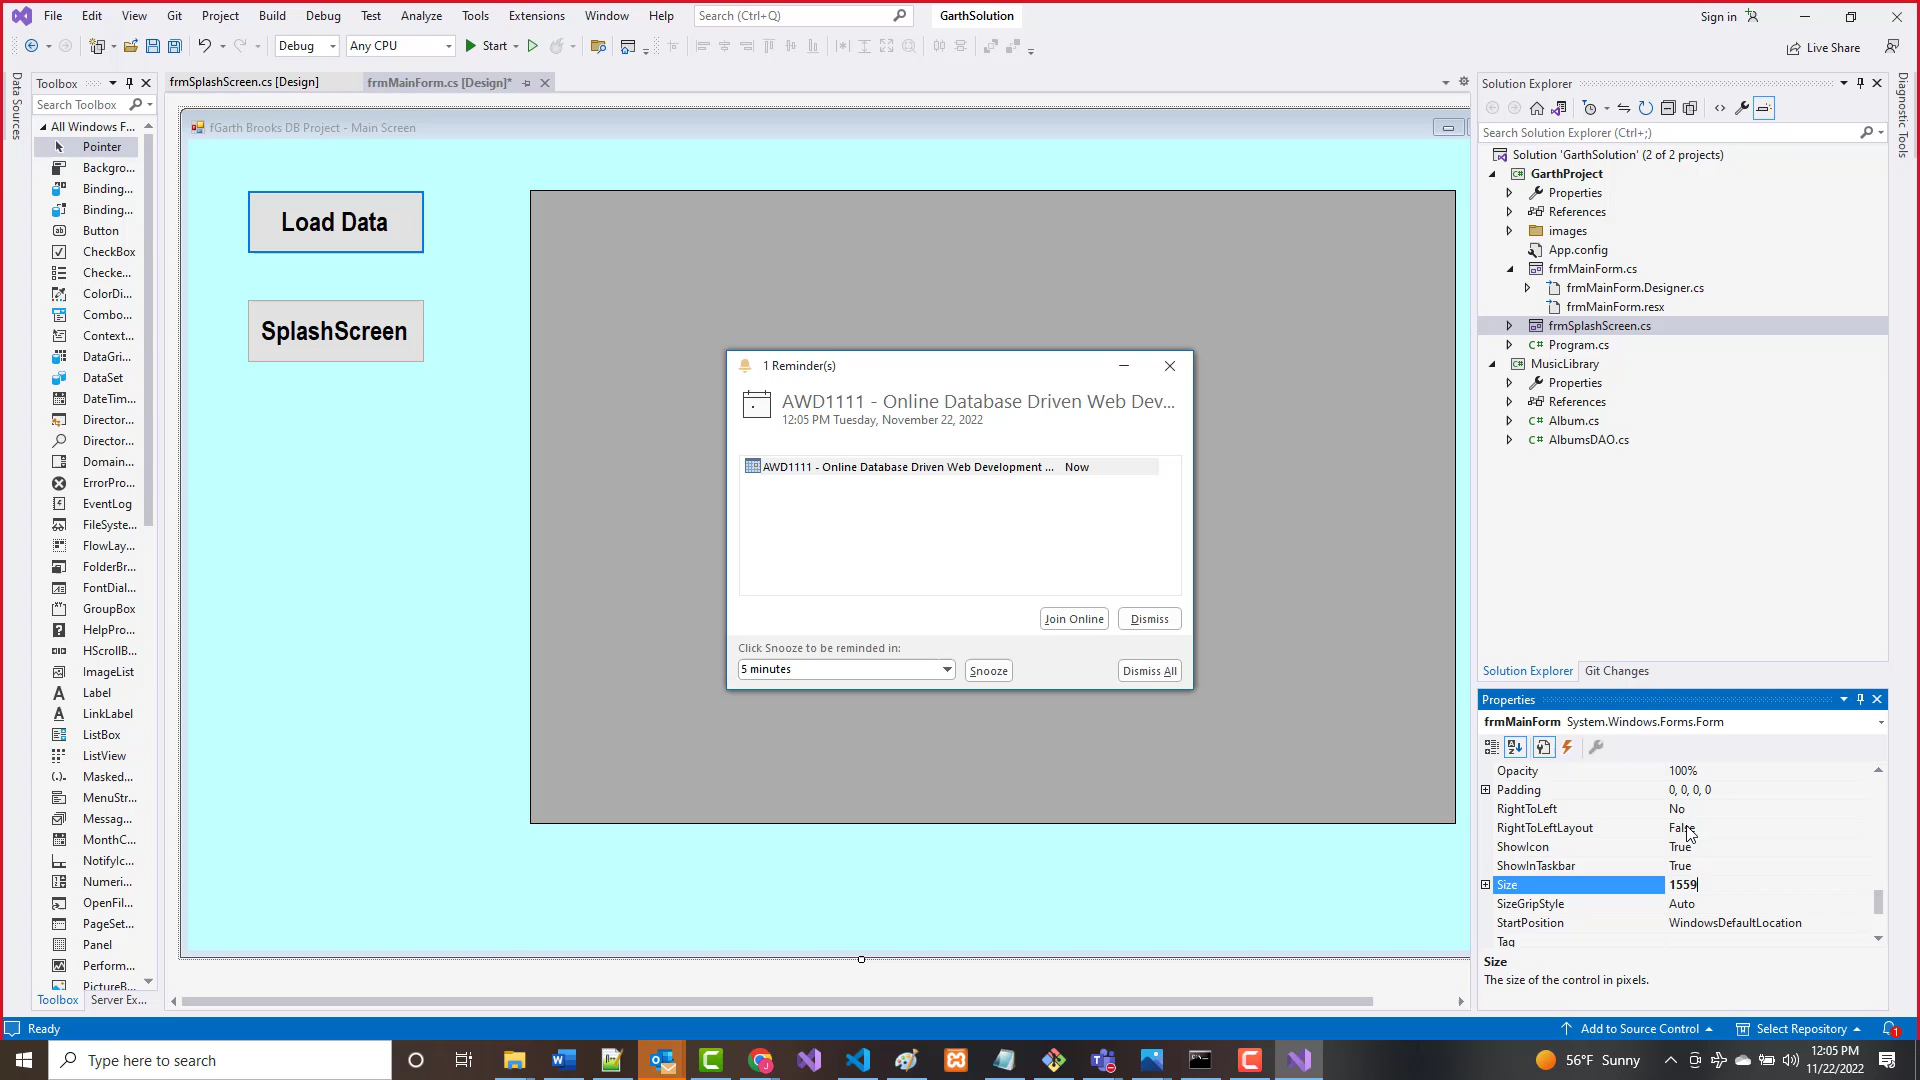 File Edit View Git Project Build Debug Test Analyze Tools Extensions Window Help Search (Ctrl+Q) GarthSolution Sign in
Debug Any CPU Start Live Share
Data Sources
Toolbox
Search Toolbox
All Windows F...
Pointer
Backgro...
Binding...
Binding...
Button
CheckBox
Checke...
ColorDi...
Combo...
Context...
DataGri...
DataSet
DateTim...
Director...
Director...
Domain...
ErrorPro...
EventLog
FileSyste...
FlowLay...
FolderBr...
FontDial...
GroupBox
HelpPro...
HScrollB...
ImageList
Label
LinkLabel
ListBox
ListView
Masked...
MenuStr...
Messag...
MonthC...
NotifyIc...
Numeri...
OpenFil...
PageSet...
Panel
Perform...
PictureB...
Toolbox Server Ex...
frmSplashScreen.cs [Design] frmMainForm.cs [Design]*
fGarth Brooks DB Project - Main Screen
Load Data
SplashScreen
1 Reminder(s)
AWD1111 - Online Database Driven Web Dev...
12:05 PM Tuesday, November 22, 2022
AWD1111 - Online Database Driven Web Development ... Now
Join Online Dismiss
Click Snooze to be reminded in:
5 minutes Snooze Dismiss All
Solution Explorer
Search Solution Explorer (Ctrl+;)
Solution 'GarthSolution' (2 of 2 projects)
GarthProject
Properties
References
images
App.config
frmMainForm.cs
frmMainForm.Designer.cs
frmMainForm.resx
frmSplashScreen.cs
C# Program.cs
MusicLibrary
Properties
References
C# Album.cs
C# AlbumsDAO.cs
Solution Explorer Git Changes
Diagnostic Tools
Properties
frmMainForm System.Windows.Forms.Form
Opacity 100%
Padding 0, 0, 0, 0
RightToLeft No
RightToLeftLayout False
ShowIcon True
ShowInTaskbar True
Size 1559
SizeGripStyle Auto
StartPosition WindowsDefaultLocation
Tag
Size
The size of the control in pixels.
Ready Add to Source Control Select Repository 1
Type here to search 56°F Sunny 12:05 PM
11/22/2022